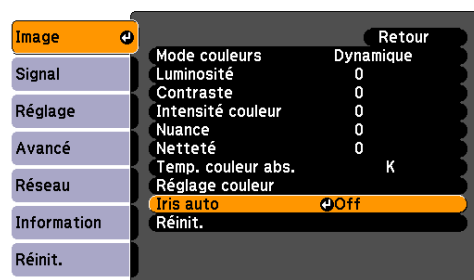 Image
Signal
Réglage
Avancé
Réseau
Information
Réinit.
Retour
Mode couleurs Dynamique
Luminosité 0
Contraste 0
Intensité couleur 0
Nuance 0
Netteté 0
Temp. couleur abs. K
Réglage couleur
Iris auto Off
Réinit.